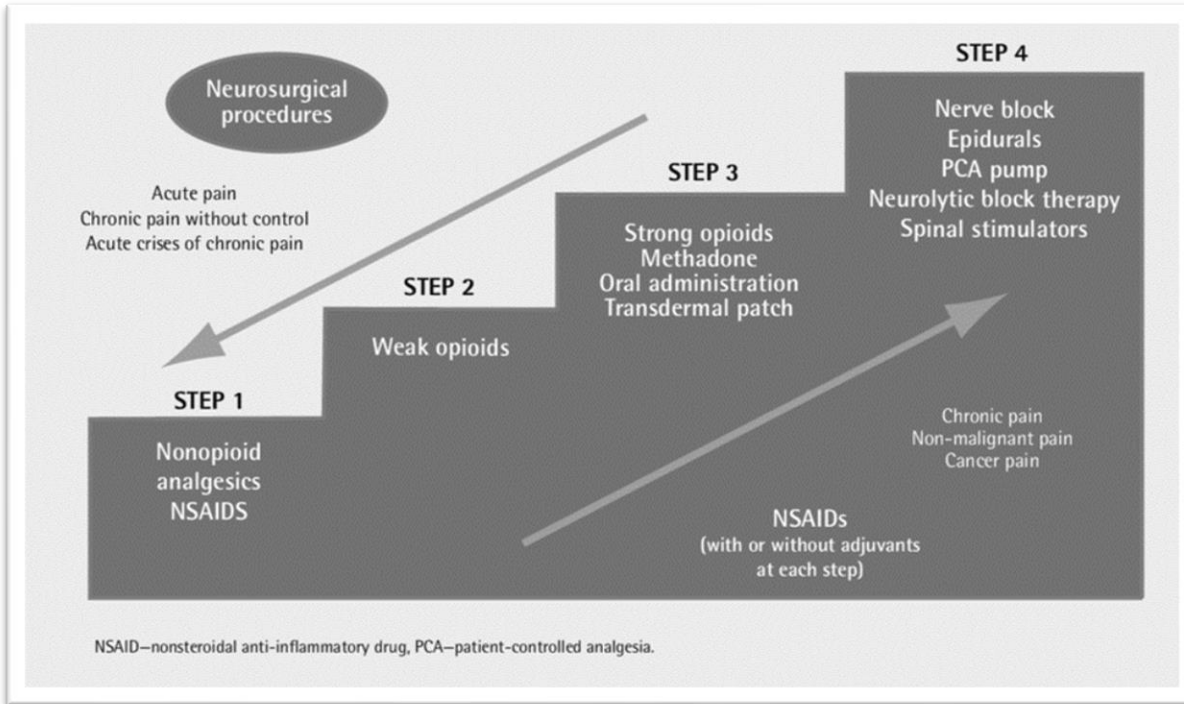 Neurosurgical
procedures
Acute pain
Chronic pain without control
Acute crises of chronic pain
STEP 1
Nonopioid
analgesics
NSAIDS
STEP 2
Weak opioids
STEP 3
Strong opioids
Methadone
Oral administration
Transdermal patch
STEP 4
Nerve block
Epidurals
PCA pump
Neurolytic block therapy
Spinal stimulators
Chronic pain
Non-malignant pain
Cancer pain
NSAIDs
(with or without adjuvants
at each step)
NSAID—nonsteroidal anti-inflammatory drug, PCA—patient-controlled analgesia.